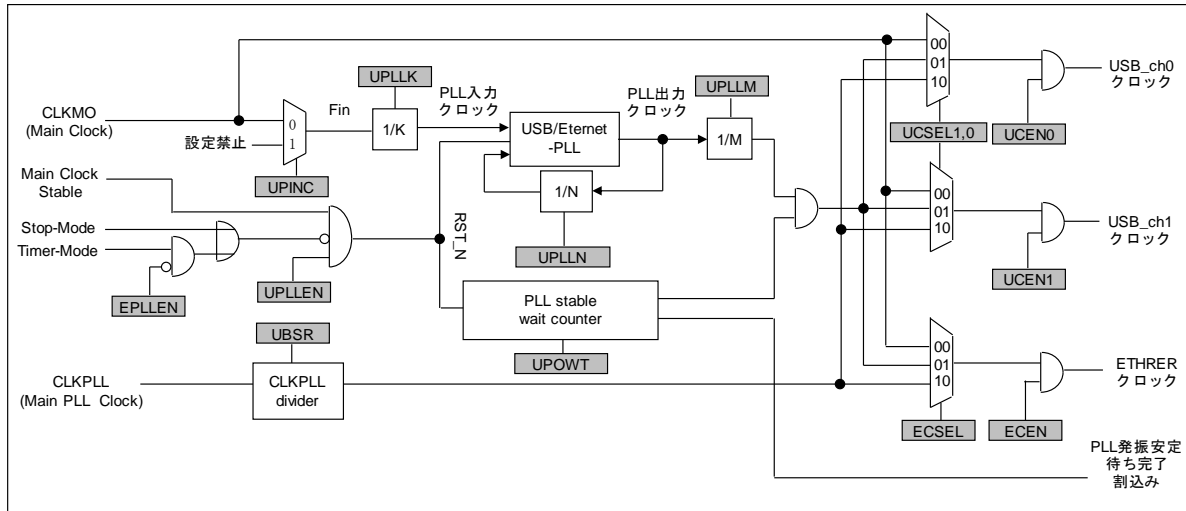 CLKMO
(Main Clock)
設定禁止
0
1
UPINC
Fin
UPLLK
1/K
PLL入力
クロック
USB/Eternet
-PLL
PLL出力
クロック
UPLLM
1/M
1/N
UPLLN
Main Clock
Stable
Stop-Mode
Timer-Mode
EPLLEN
UPLLEN
RST_N
PLL stable
wait counter
UPOWT
UBSR
CLKPLL
(Main PLL Clock)
CLKPLL
divider
00
01
10
UCSEL1,0
UCEN0
USB_ch0
クロック
00
01
10
UCEN1
USB_ch1
クロック
00
01
10
ECSEL
ECEN
ETHRER
クロック
PLL発振安定
待ち完了
割込み